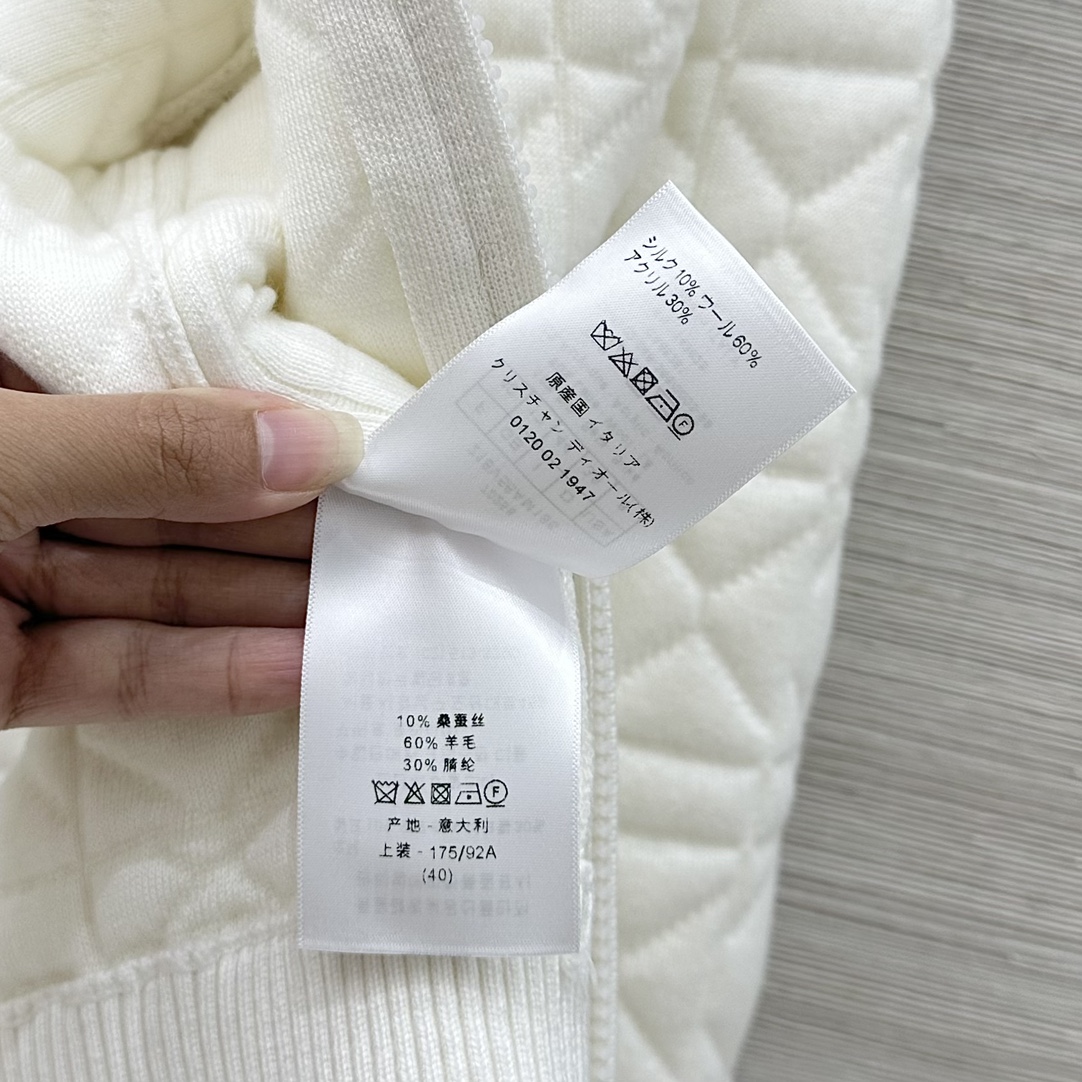 シルク10% ウール60%
アクリル30%
F
原産国 イタリア
クリスチャン ディオール(株)
0120 02 1947
10% 桑蚕丝
60% 羊毛
30% 腈纶
F
产地 - 意大利
上装 - 175/92A
(40)